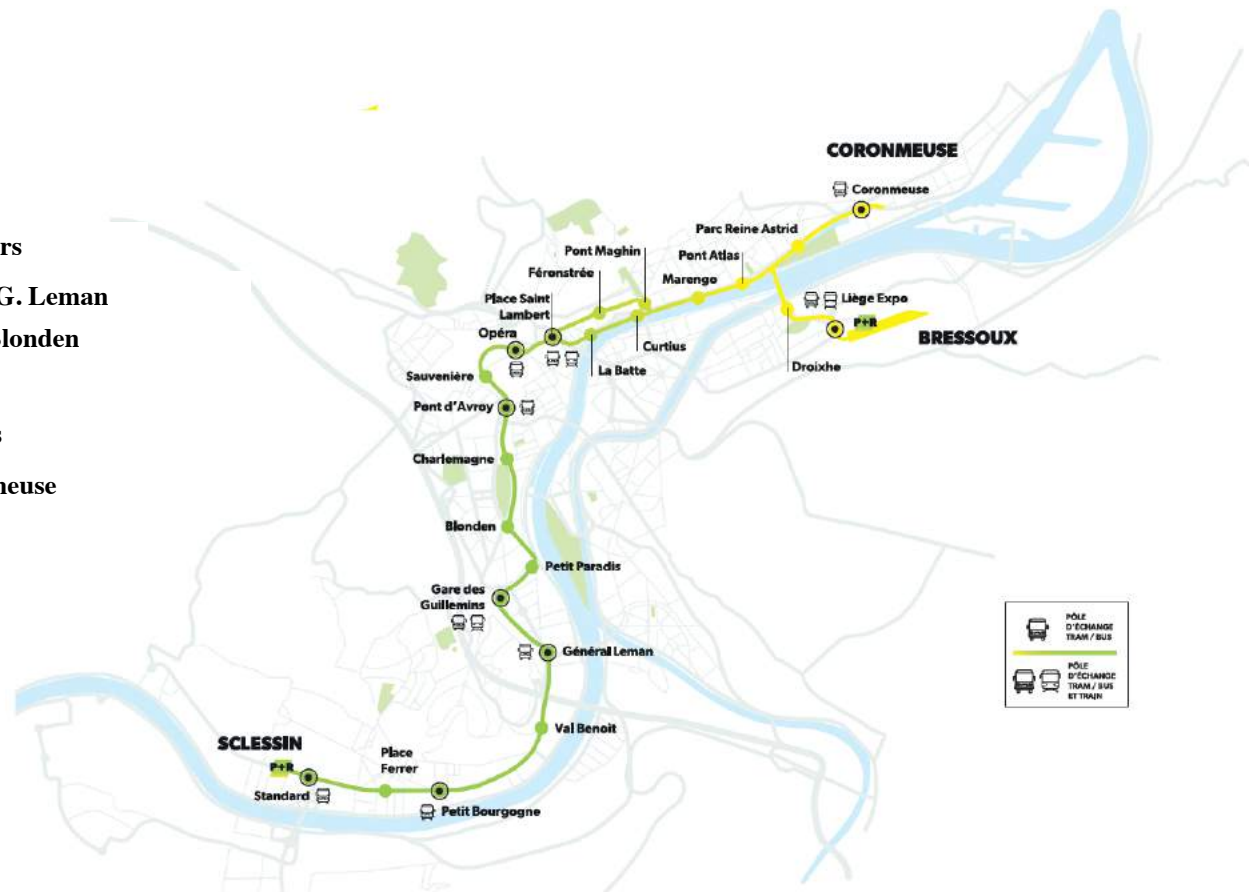 rs
G. Leman
londen
s
neuse
CORONMEUSE
Coronmeuse
Parc Reine Astrid
Pont Maghin
Pont Atlas
Féronstrée
Marengo
Place Saint
Lambert
Liège Expo
P+R
BRESSOUX
Opéra
Curtius
La Batte
Droixhe
Sauvenière
Pont d'Avroy
Charlemagne
Blonden
Petit Paradis
Gare des
Guillemins
Général Leman
Val Benoit
SCLESSIN
P+R
Place
Ferrer
Standard
Petit Bourgogne
PÔLE
D'ÉCHANGE
TRAM / BUS
PÔLE
D'ÉCHANGE
TRAM / BUS
ET TRAIN